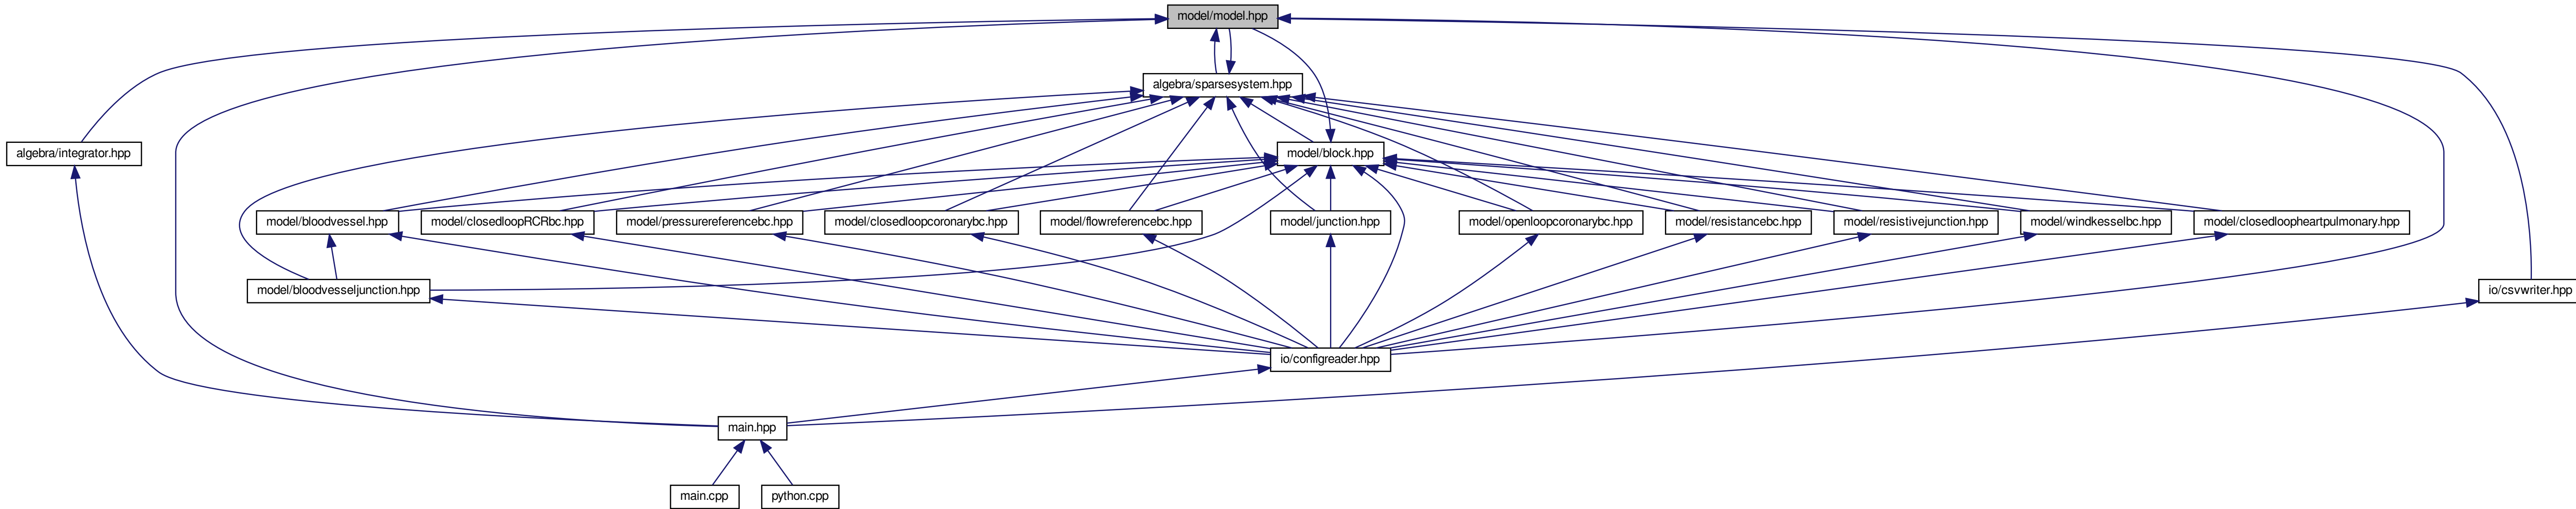 model/model.hpp
algebra/sparsesystem.hpp
algebra/integrator.hpp
model/block.hpp
model/bloodvessel.hpp
model/closedloopRCRbc.hpp
model/pressurereferencebc.hpp
model/closedloopcoronarybc.hpp
model/flowreferencebc.hpp
model/junction.hpp
model/openloopcoronarybc.hpp
model/resistancebc.hpp
model/resistivejunction.hpp
model/windkesselbc.hpp
model/closedloopheartpulmonary.hpp
model/bloodvesseljunction.hpp
io/csvwriter.hpp
io/configreader.hpp
main.hpp
main.cpp
python.cpp